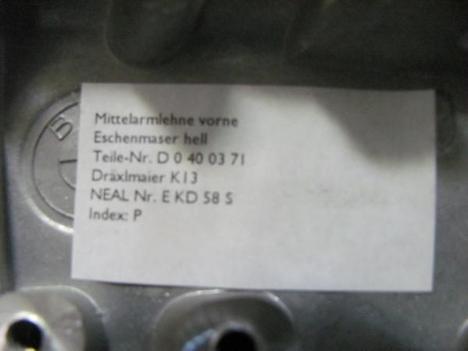 Mittelarmlehne vorne
Eschenmaser hell
Teile-Nr. D 0 40 03 71
Dräxlmaier K13
NEAL Nr. E KD 58 S
Index: P